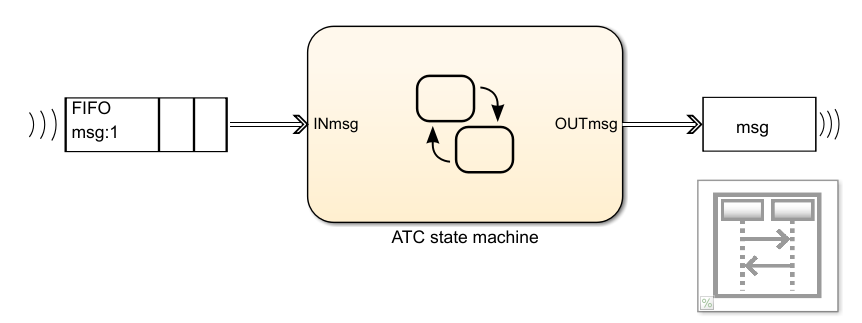 FIFO
msg:1
INmsg
OUTmsg
msg
ATC state machine
%